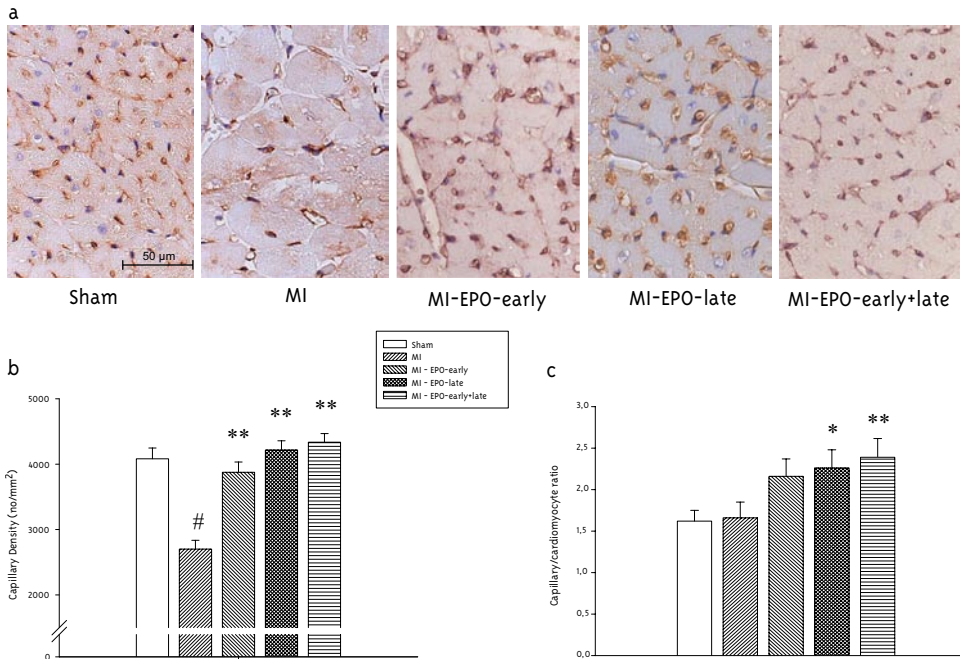 a
50 µm
Sham
MI
MI-EPO-early
MI-EPO-late
MI-EPO-early+late
Sham
MI
MI - EPO-early
MI - EPO-late
MI - EPO-early+late
b
Capillary Density (no/mm²)
5000
4000
3000
2000
0
#
**
**
**
c
Capillary/cardiomyocyte ratio
3,0
2,5
2,0
1,5
1,0
0,5
0,0
*
**